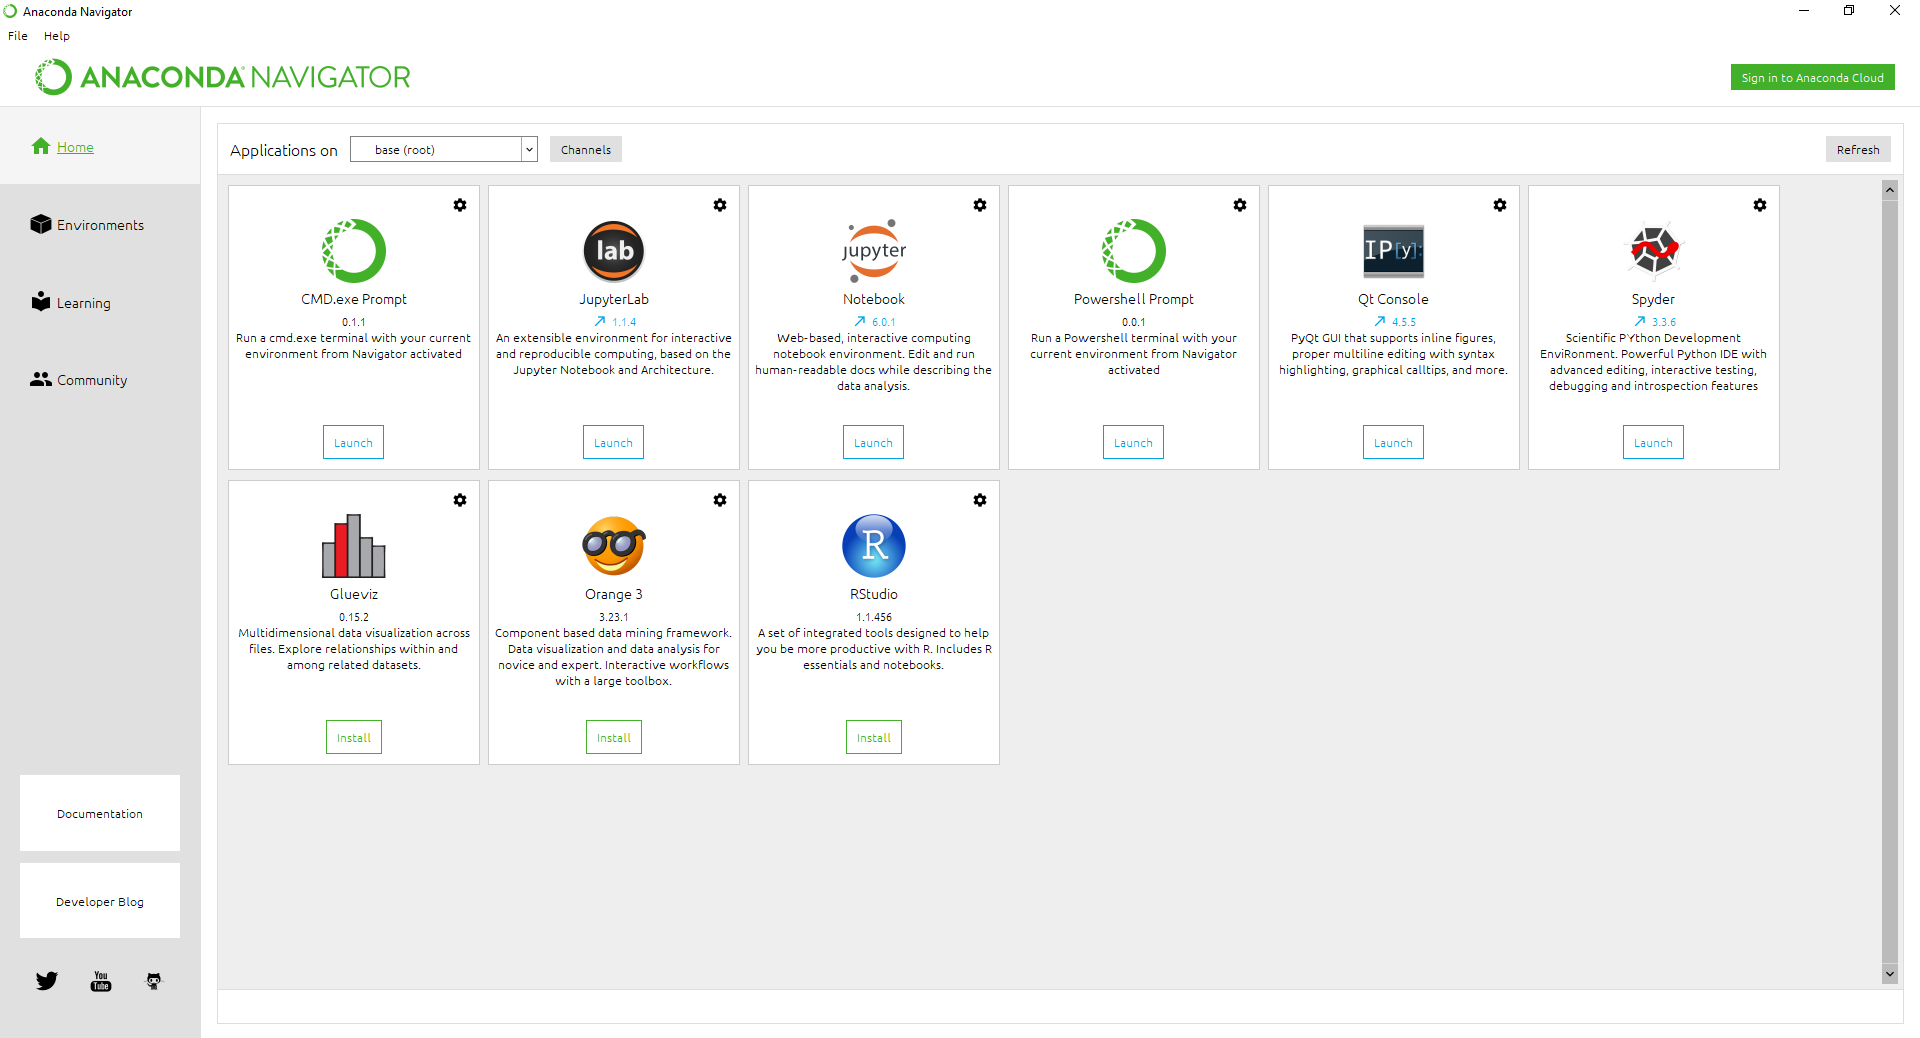 Anaconda Navigator
File Help
ANACONDA NAVIGATOR
Sign in to Anaconda Cloud
Home
Environments
Learning
Community
Documentation
Developer Blog
You
Tube
Applications on
base (root)
Channels
Refresh
CMD.exe Prompt
0.1.1
Run a cmd.exe terminal with your current
environment from Navigator activated
Launch
lab
JupyterLab
1.1.4
An extensible environment for interactive
and reproducible computing, based on the
Jupyter Notebook and Architecture.
Launch
jupyter
Notebook
6.0.1
Web-based, interactive computing
notebook environment. Edit and run
human-readable docs while describing the
data analysis.
Launch
Powershell Prompt
0.0.1
Run a Powershell terminal with your
current environment from Navigator
activated
Launch
IP[y]:
Qt Console
4.5.5
PyQt GUI that supports inline figures,
proper multiline editing with syntax
highlighting, graphical calltips, and more.
Launch
Spyder
3.3.6
Scientific PYthon Development
EnviRonment. Powerful Python IDE with
advanced editing, interactive testing,
debugging and introspection features
Launch
Glueviz
0.15.2
Multidimensional data visualization across
files. Explore relationships within and
among related datasets.
Install
Orange 3
3.23.1
Component based data mining framework.
Data visualization and data analysis for
novice and expert. Interactive workflows
with a large toolbox.
Install
R
RStudio
1.1.456
A set of integrated tools designed to help
you be more productive with R. Includes R
essentials and notebooks.
Install